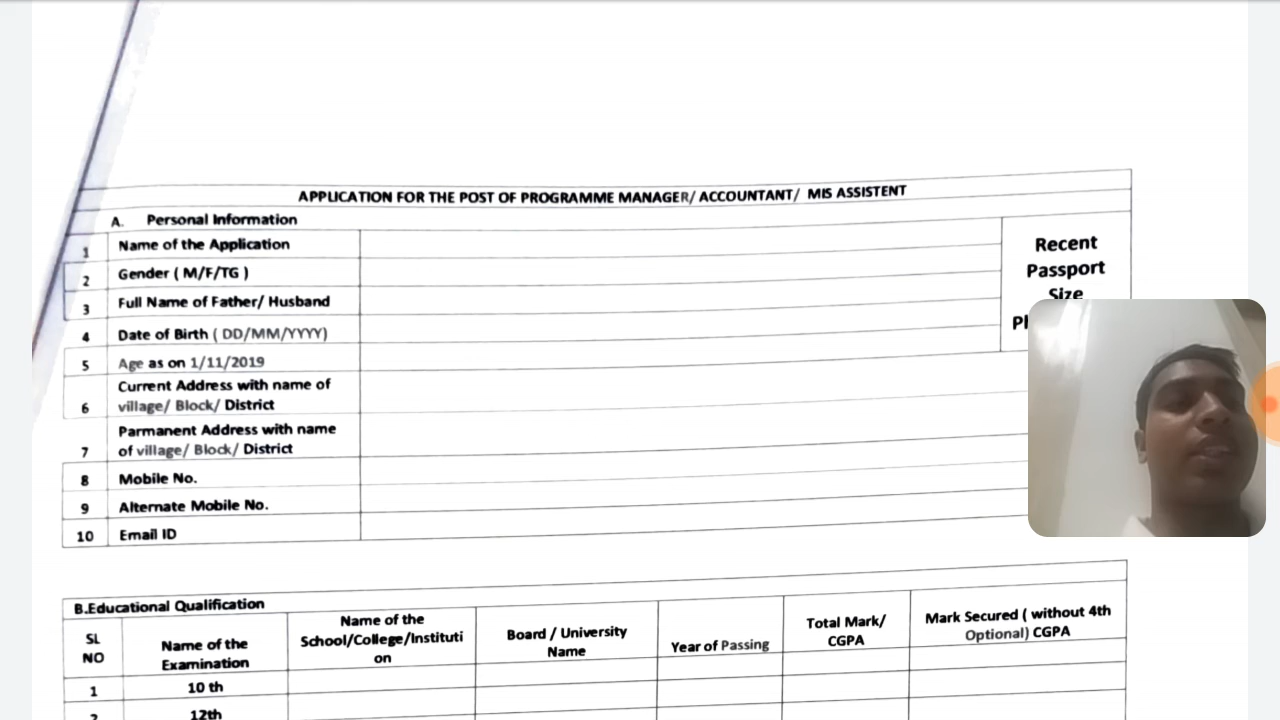 APPLICATION FOR THE POST OF PROGRAMME MANAGER/ ACCOUNTANT/ MIS ASSISTENT
A. Personal Information
1 Name of the Application
2 Gender ( M/F/TG )
3 Full Name of Father/ Husband
4 Date of Birth ( DD/MM/YYYY)
5 Age as on 1/11/2019
6 Current Address with name of
village/ Block/ District
7 Parmanent Address with name
of village/ Block/ District
8 Mobile No.
9 Alternate Mobile No.
10 Email ID
Recent
Passport
Size
B.Educational Qualification
SL
NO
Name of the
Examination
Name of the
School/College/Instituti
on
Board / University
Name
Year of Passing
Total Mark/
CGPA
Mark Secured ( without 4th
Optional) CGPA
1 10 th
2 12th